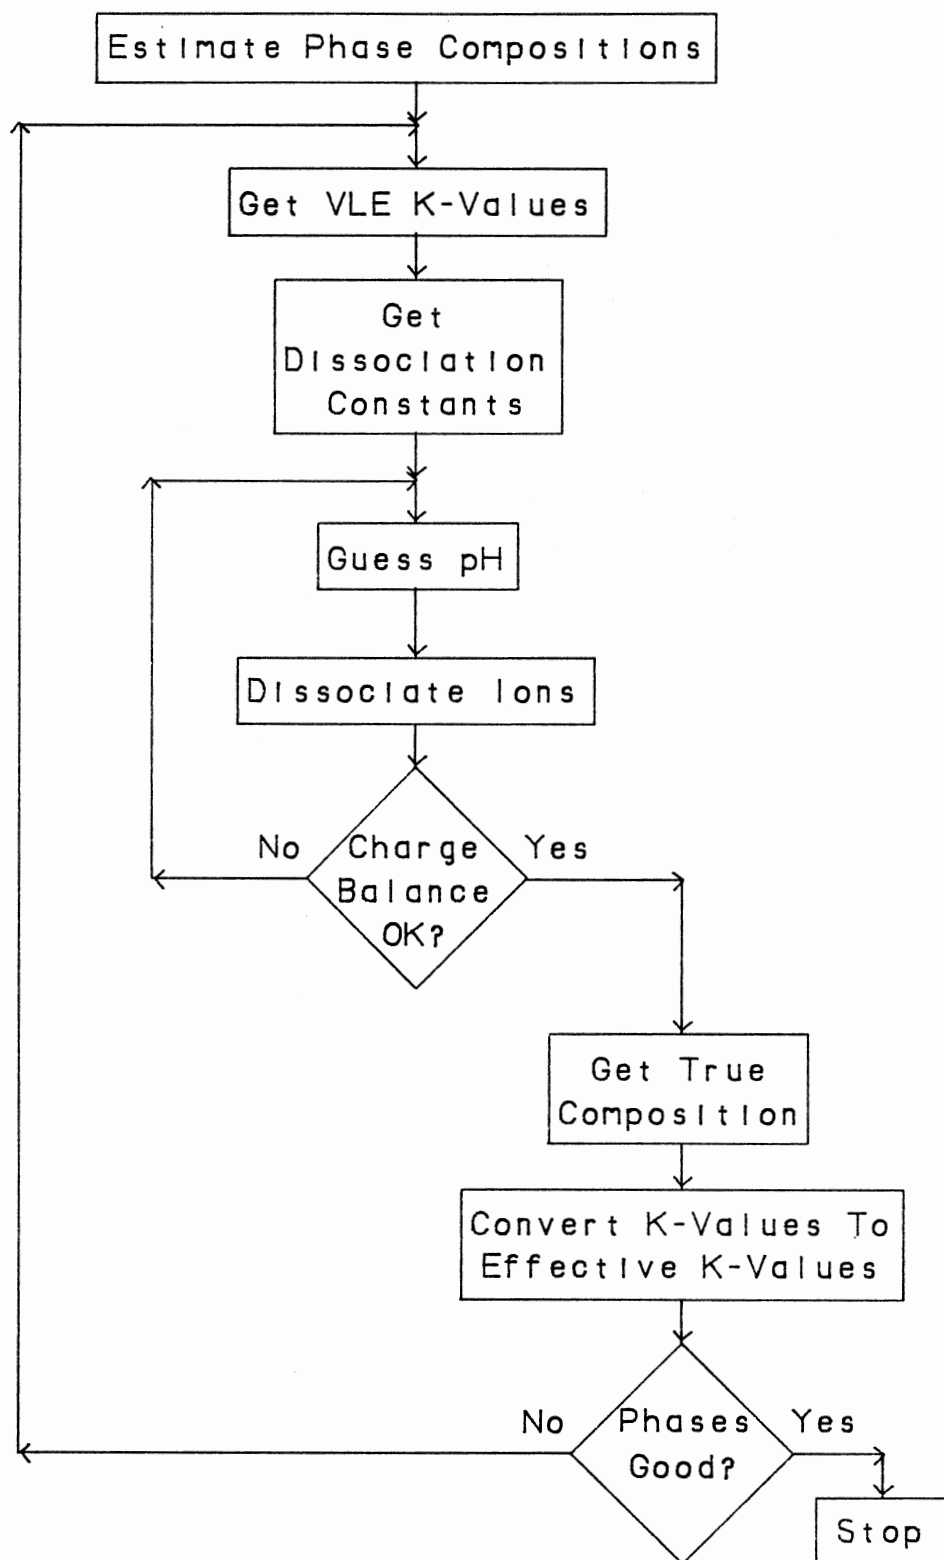 Estimate Phase Compositions
Get VLE K-Values
Get
Dissociation
Constants
Guess pH
Dissociate Ions
No
Charge
Balance
OK?
Yes
Get True
Composition
Convert K-Values To
Effective K-Values
No
Phases
Good?
Yes
Stop